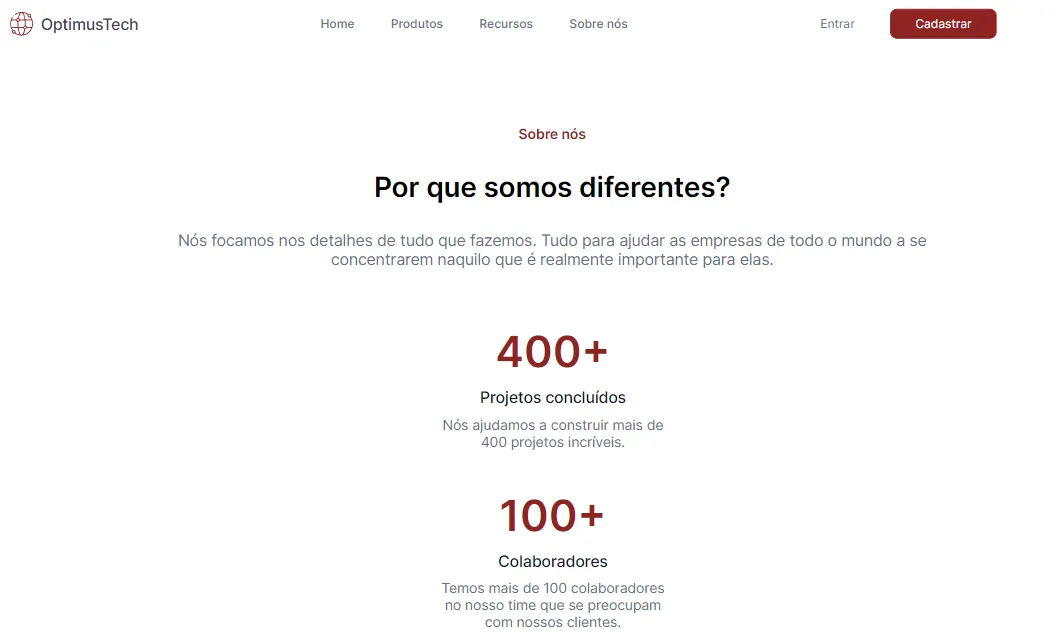 OptimusTech
Home
Produtos
Recursos
Sobre nós
Entrar
Cadastrar
Sobre nós
Por que somos diferentes?
Nós focamos nos detalhes de tudo que fazemos. Tudo para ajudar as empresas de todo o mundo a se
concentrarem naquilo que é realmente importante para elas.
400+
Projetos concluídos
Nós ajudamos a construir mais de
400 projetos incríveis.
100+
Colaboradores
Temos mais de 100 colaboradores
no nosso time que se preocupam
com nossos clientes.